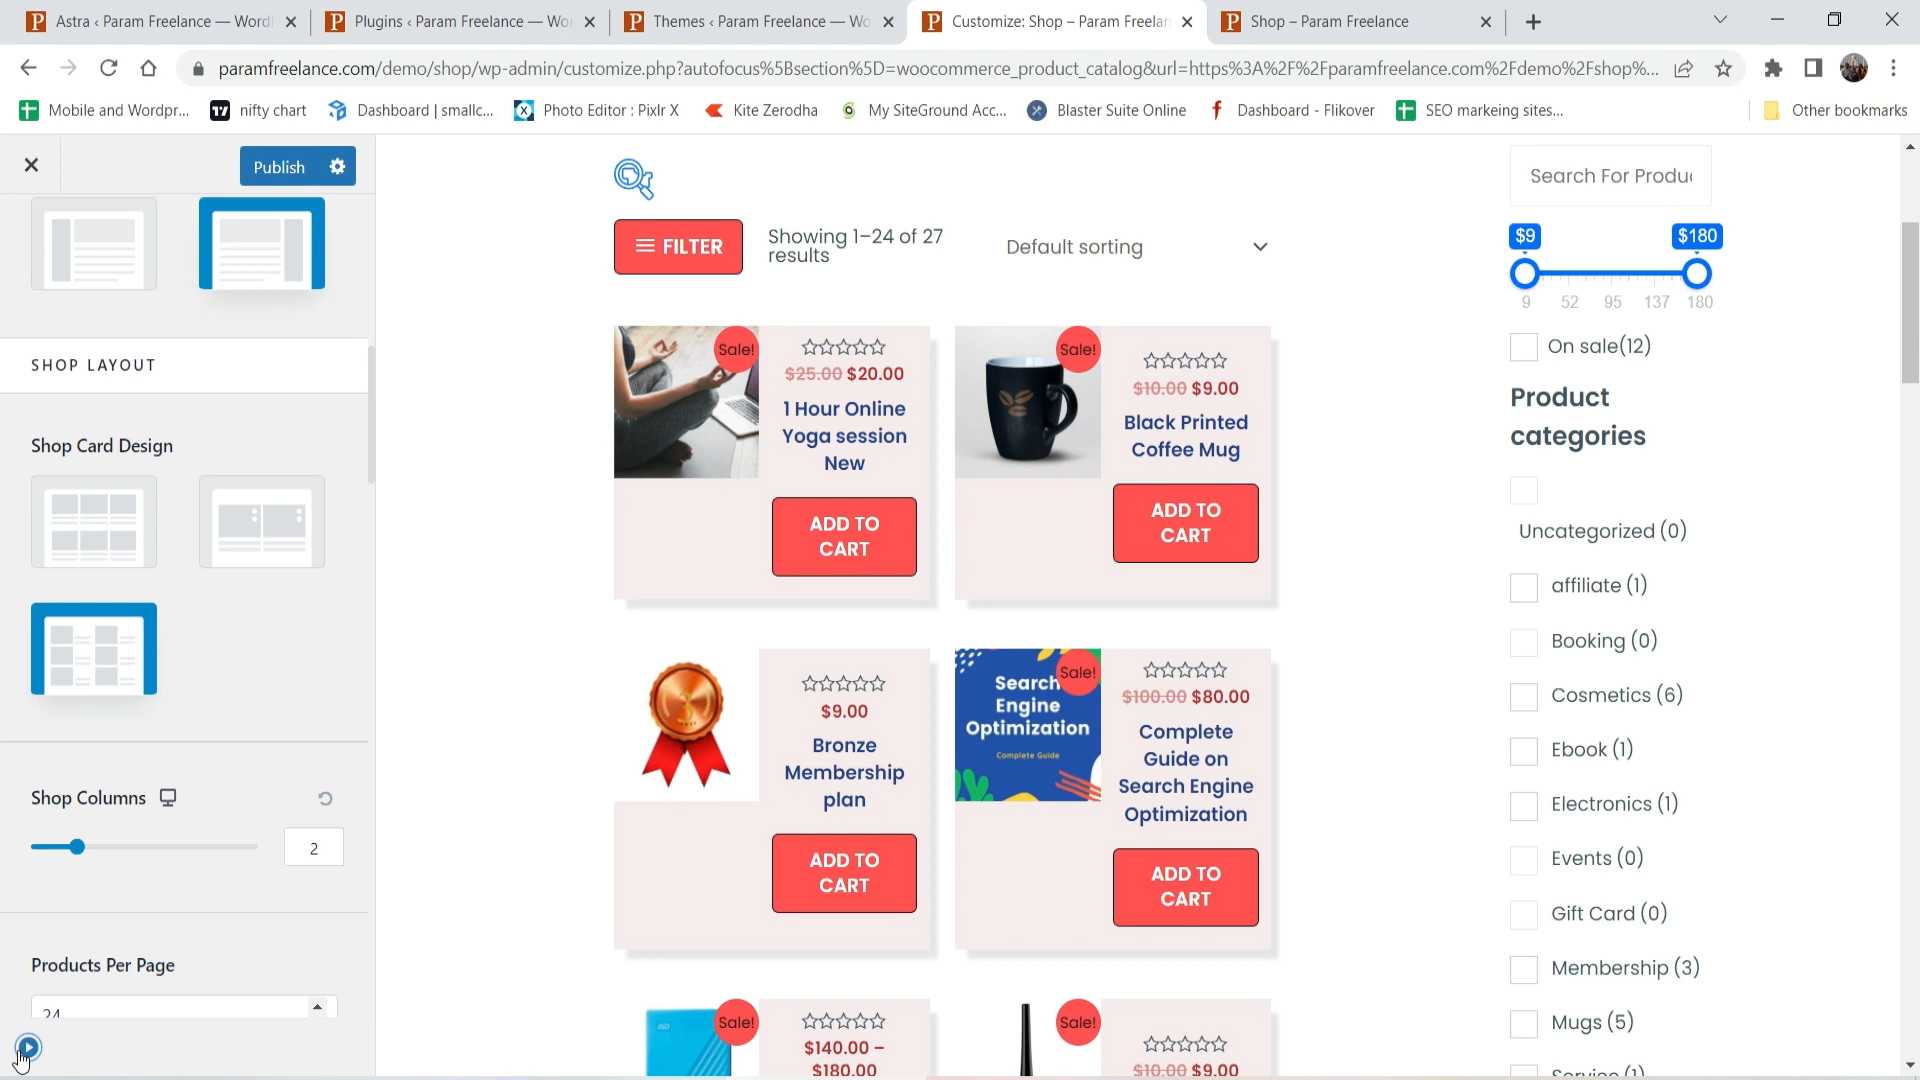 Astra ‹ Param Freelance — WordP
Plugins ‹ Param Freelance — Wo
Themes ‹ Param Freelance — Wo
Customize: Shop – Param Freelan
Shop – Param Freelance
paramfreelance.com/demo/shop/wp-admin/customize.php?autofocus%5Bsection%5D=woocommerce_product_catalog&url=https%3A%2F%2Fparamfreelance.com%2Fdemo%2Fshop%...
Mobile and Wordpr...
nifty chart
Dashboard | smallc...
Photo Editor : Pixlr X
Kite Zerodha
My SiteGround Acc...
Blaster Suite Online
Dashboard - Flikover
SEO markeing sites...
Other bookmarks
Publish
SHOP LAYOUT
Shop Card Design
Shop Columns
2
Products Per Page
24
FILTER
Showing 1–24 of 27
results
Default sorting
Sale!
$25.00 $20.00
1 Hour Online
Yoga session
New
ADD TO
CART
Sale!
$10.00 $9.00
Black Printed
Coffee Mug
ADD TO
CART
$9.00
Bronze
Membership
plan
ADD TO
CART
Search
Engine
Optimization
Complete Guide
Sale!
$100.00 $80.00
Complete
Guide on
Search Engine
Optimization
ADD TO
CART
WD
Sale!
$140.00 –
$180.00
Sale!
$10.00 $9.00
Search For Produc
$9
$180
9 52 95 137 180
On sale(12)
Product
categories
Uncategorized (0)
affiliate (1)
Booking (0)
Cosmetics (6)
Ebook (1)
Electronics (1)
Events (0)
Gift Card (0)
Membership (3)
Mugs (5)
Service (1)